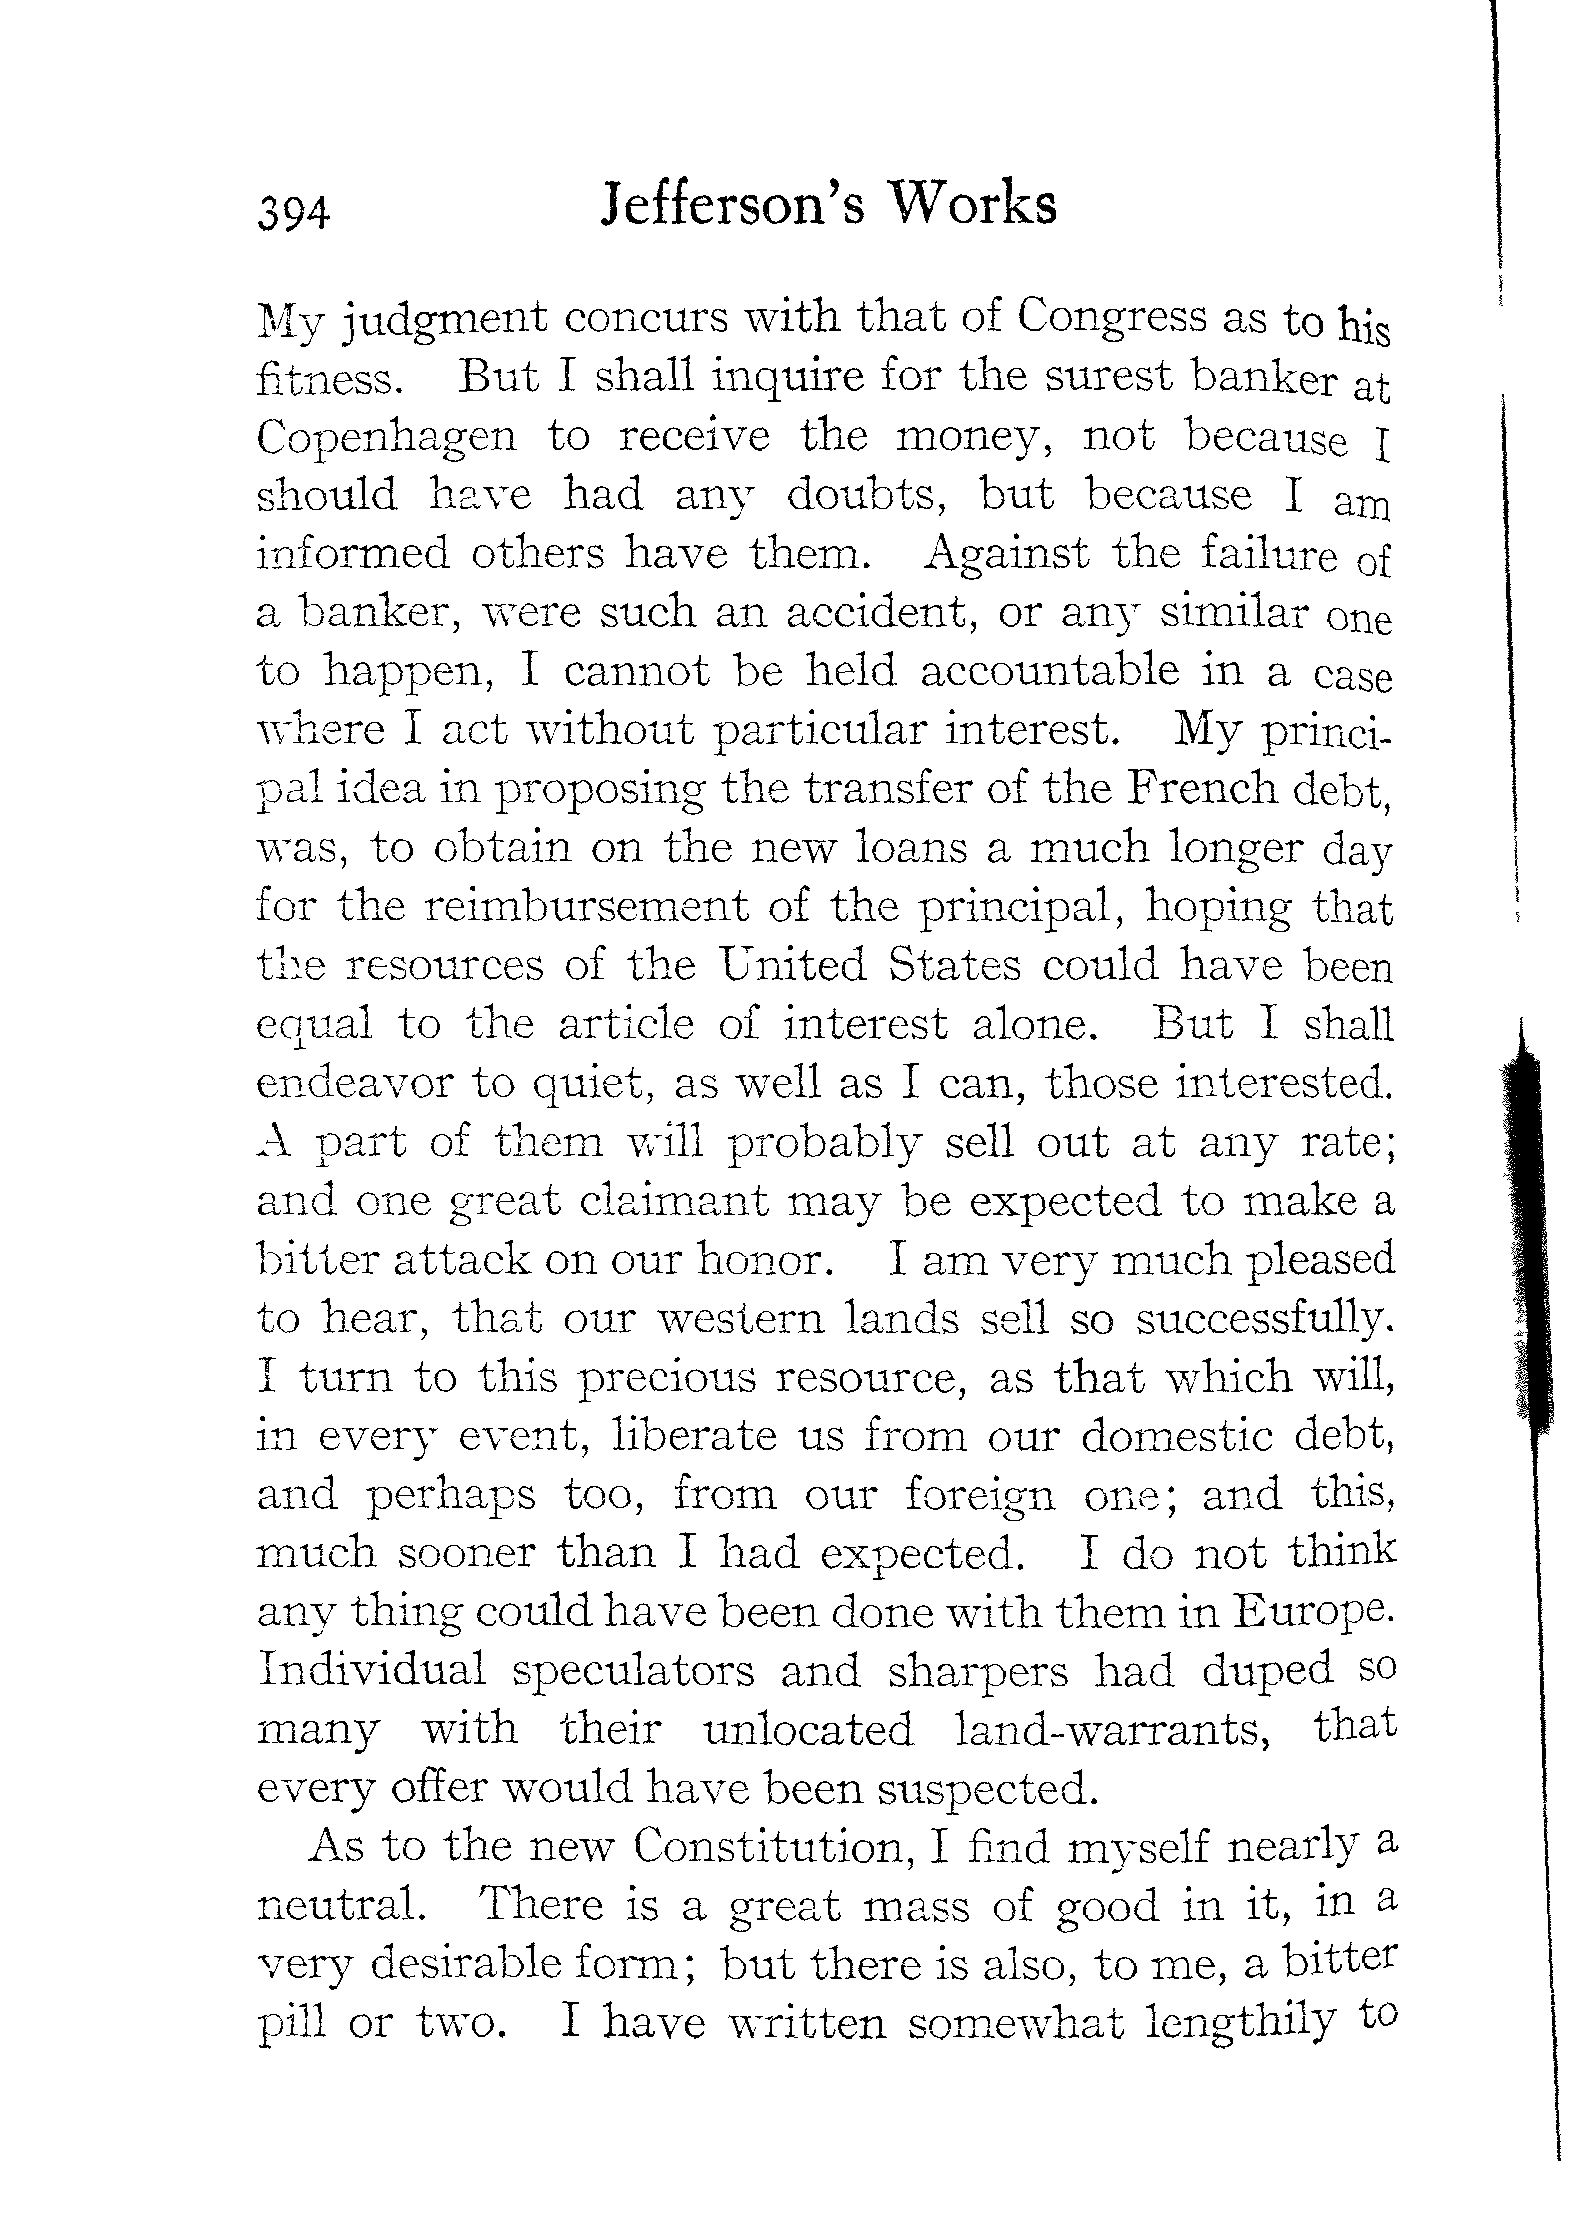 394 Jefferson's Works
My judgment concurs with that of Congress as to his
fitness. But I shall inquire for the surest banker at
Copenhagen to receive the money, not because I
should have had any doubts, but because I am
informed others have them. Against the failure of
a banker, were such an accident, or any similar one
to happen, I cannot be held accountable in a case
where I act without particular interest. My princi-
pal idea in proposing the transfer of the French debt,
was, to obtain on the new loans a much longer day
for the reimbursement of the principal, hoping that
the resources of the United States could have been
equal to the article of interest alone. But I shall
endeavor to quiet, as well as I can, those interested.
A part of them will probably sell out at any rate;
and one great claimant may be expected to make a
bitter attack on our honor. I am very much pleased
to hear, that our western lands sell so successfully.
I turn to this precious resource, as that which will,
in every event, liberate us from our domestic debt,
and perhaps too, from our foreign one; and this,
much sooner than I had expected. I do not think
any thing could have been done with them in Europe.
Individual speculators and sharpers had duped so
many with their unlocated land-warrants, that
every offer would have been suspected.
As to the new Constitution, I find myself nearly a
neutral. There is a great mass of good in it, in a
very desirable form; but there is also, to me, a bitter
pill or two. I have written somewhat lengthily to